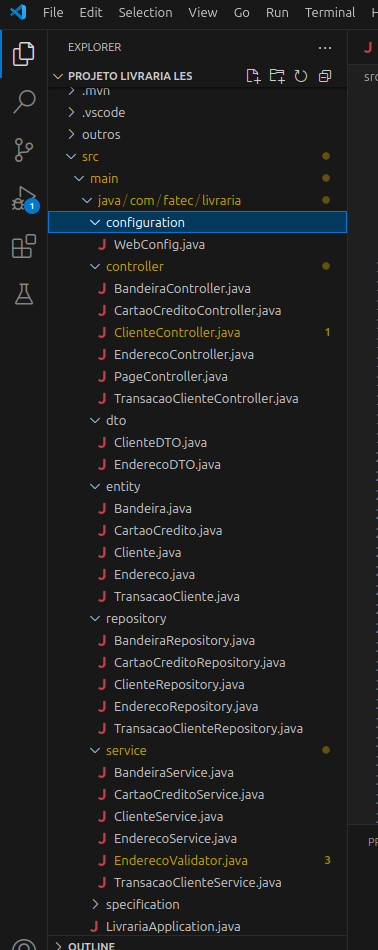 File Edit Selection View Go Run Terminal
EXPLORER
PROJETO LIVRARIA LES
.mvn
src
.vscode
outros
src
main
java/com/fatec/livraria
configuration
WebConfig.java
controller
BandeiraController.java
CartaoCreditoController.java
ClienteController.java 1
EnderecoController.java
PageController.java
TransacaoClienteController.java
dto
ClienteDTO.java
EnderecoDTO.java
entity
Bandeira.java
CartaoCredito.java
Cliente.java
Endereco.java
TransacaoCliente.java
repository
BandeiraRepository.java
CartaoCreditoRepository.java
ClienteRepository.java
EnderecoRepository.java
TransacaoClienteRepository.java
service
BandeiraService.java
CartaoCreditoService.java
ClienteService.java
EnderecoService.java
EnderecoValidator.java 3
TransacaoClienteService.java
specification
LivrariaApplication.java
OUTLINE
1